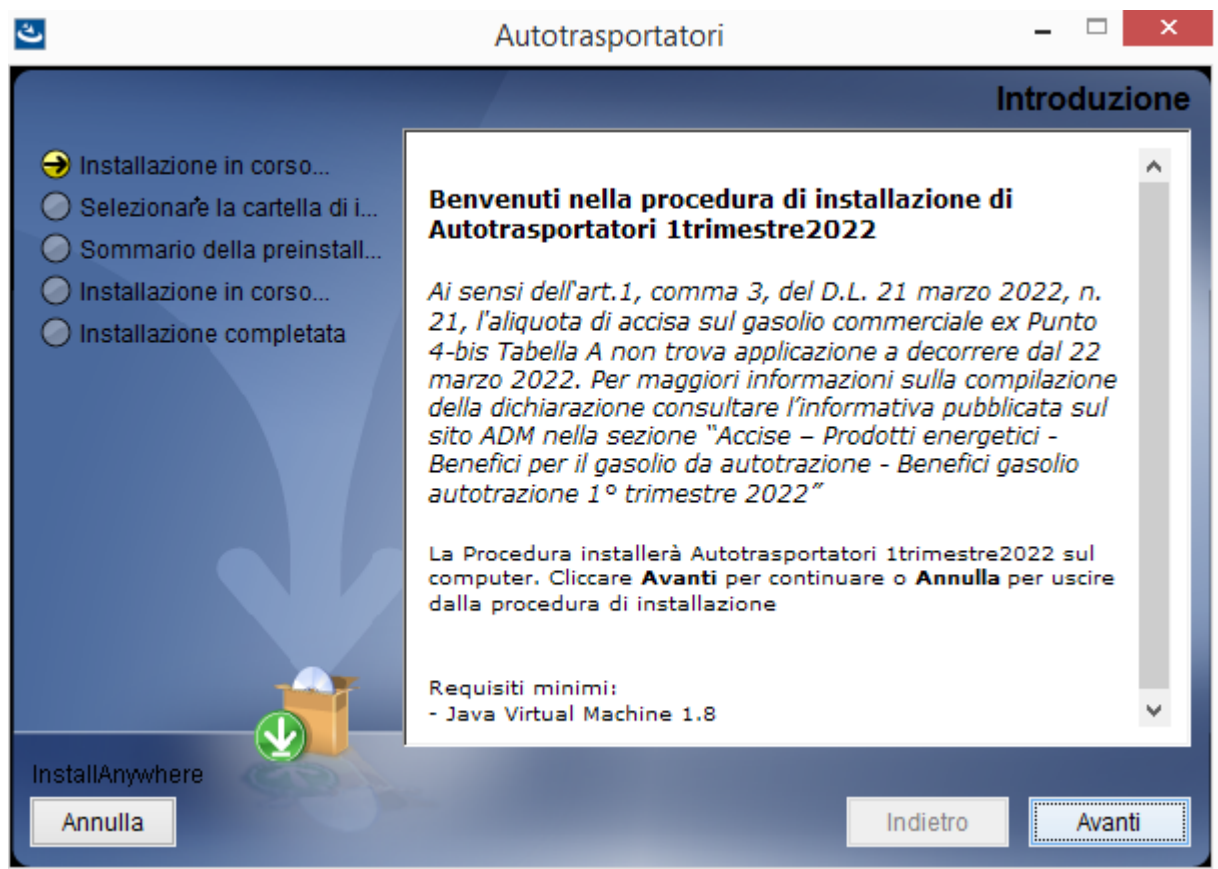 Autotrasportatori
Introduzione
Installazione in corso...
Selezionare la cartella di i...
Sommario della preinstall...
Installazione in corso...
Installazione completata
Benvenuti nella procedura di installazione di
Autotrasportatori 1trimestre2022
Ai sensi dell'art.1, comma 3, del D.L. 21 marzo 2022, n.
21, l'aliquota di accisa sul gasolio commerciale ex Punto
4-bis Tabella A non trova applicazione a decorrere dal 22
marzo 2022. Per maggiori informazioni sulla compilazione
della dichiarazione consultare l’informativa pubblicata sul
sito ADM nella sezione “Accise – Prodotti energetici -
Benefici per il gasolio da autotrazione - Benefici gasolio
autotrazione 1° trimestre 2022”
La Procedura installerà Autotrasportatori 1trimestre2022 sul
computer. Cliccare Avanti per continuare o Annulla per uscire
dalla procedura di installazione
Requisiti minimi:
- Java Virtual Machine 1.8
InstallAnywhere
Annulla
Indietro
Avanti